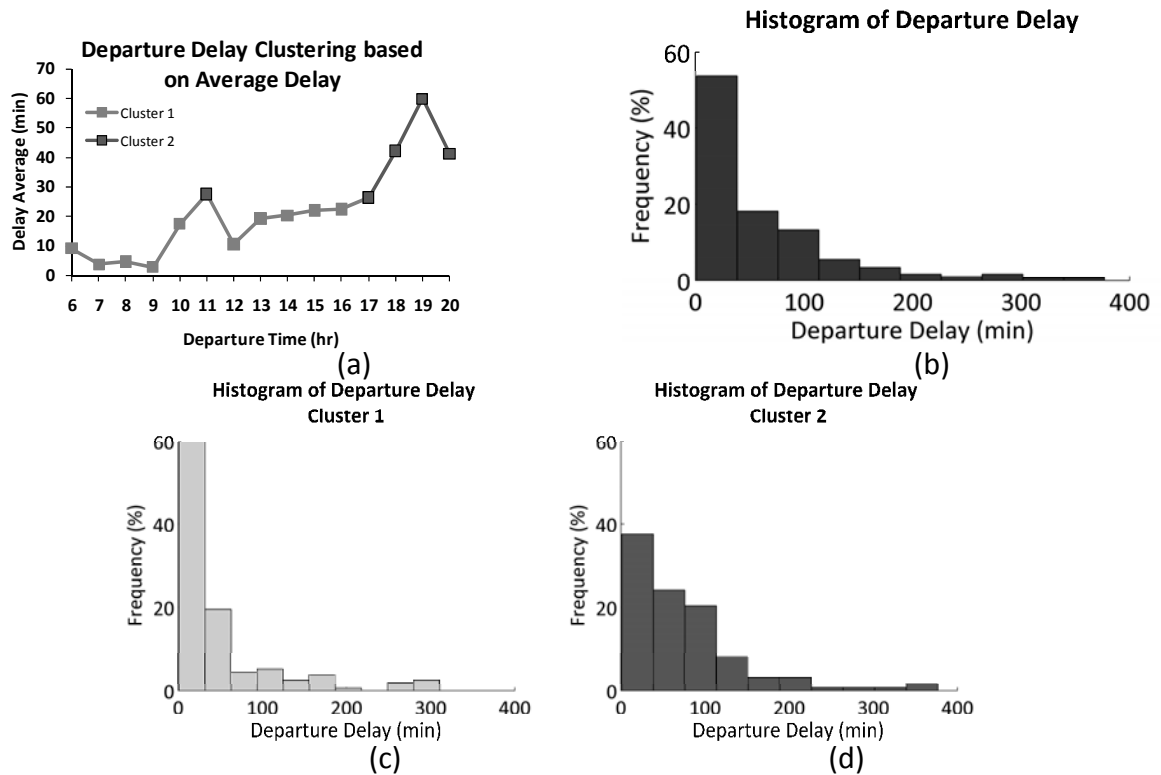 Departure Delay Clustering based
on Average Delay
Delay Average (min)
70
60
50
40
30
20
10
0
Cluster 1
Cluster 2
6 7 8 9 10 11 12 13 14 15 16 17 18 19 20
Departure Time (hr)
(a)
Histogram of Departure Delay
Frequency (%)
60
40
20
0
0 100 200 300 400
Departure Delay (min)
(b)
Histogram of Departure Delay
Cluster 1
Frequency (%)
60
40
20
0
0 100 200 300 400
Departure Delay (min)
(c)
Histogram of Departure Delay
Cluster 2
Frequency (%)
60
40
20
0
0 100 200 300 400
Departure Delay (min)
(d)